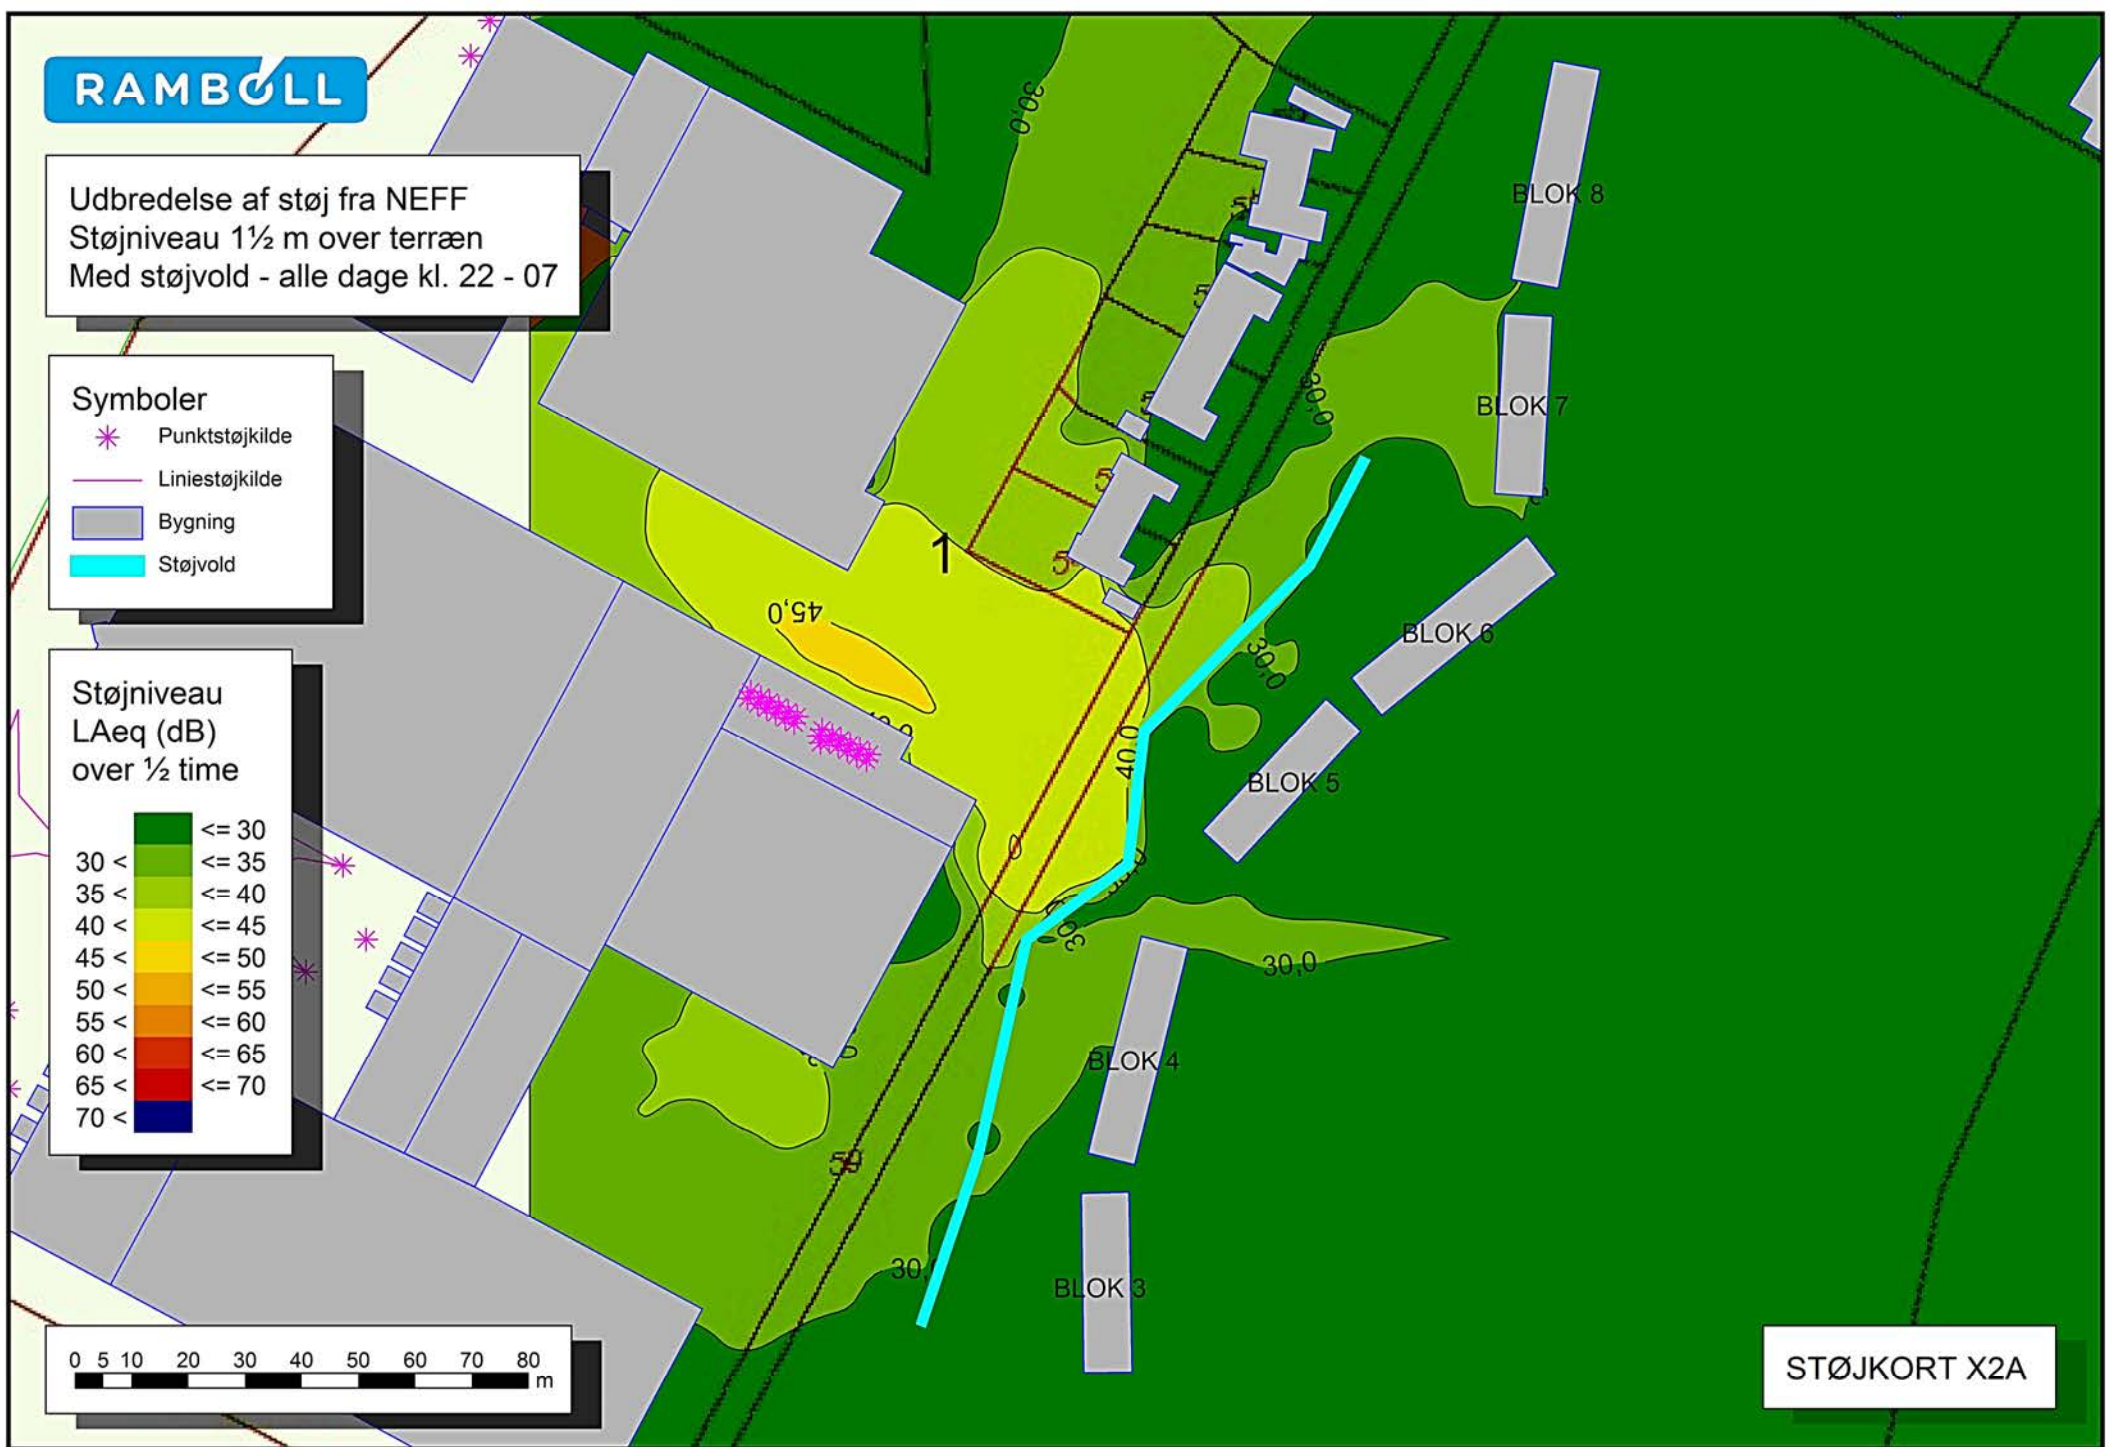 RAMBOLL
Udbredelse af støj fra NEFF
Støjniveau 1½ m over terræn
Med støjvold - alle dage kl. 22 - 07
Symboler
Punktstøjkilde
Liniestøjkilde
Bygning
Støjvold
Støjniveau
LAeq (dB)
over ½ time
<= 30
30 < <= 35
35 < <= 40
40 < <= 45
45 < <= 50
50 < <= 55
55 < <= 60
60 < <= 65
65 < <= 70
70 <
0 5 10 20 30 40 50 60 70 80
m
30,0
BLOK 8
30,0
BLOK 7
1
45,0
BLOK 6
30,0
40,0
BLOK 5
30,0
BLOK 4
59
BLOK 3
STØJKORT X2A